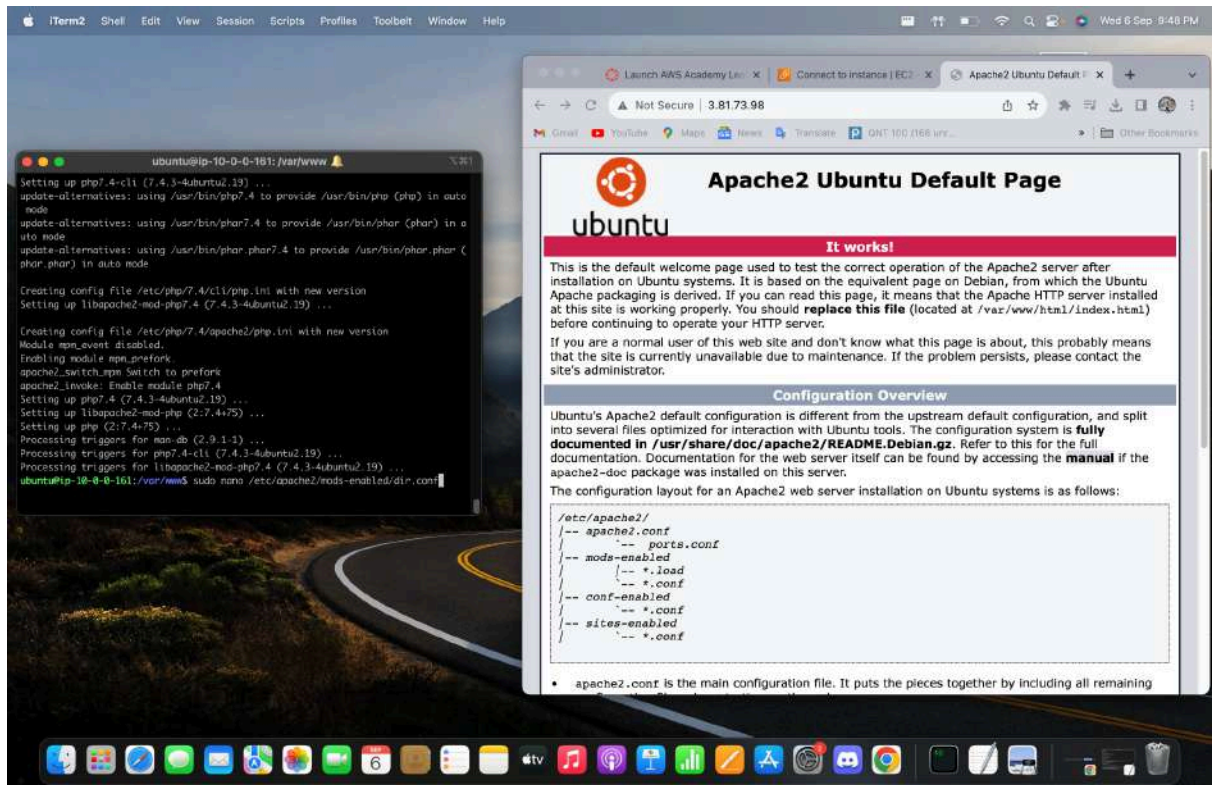 iTerm2 Shell Edit View Session Scripts Profiles Toolbelt Window Help
Wed 6 Sep 9:48 PM
ubuntu@ip-10-0-0-161: /var/www
Setting up php7.4-cli (7.4.3-4ubuntu2.19) ...
update-alternatives: using /usr/bin/php7.4 to provide /usr/bin/php (php) in auto
mode
update-alternatives: using /usr/bin/phar7.4 to provide /usr/bin/phar (phar) in a
uto mode
update-alternatives: using /usr/bin/phar.phar7.4 to provide /usr/bin/phar.phar (
phar.phar) in auto mode
Creating config file /etc/php/7.4/cli/php.ini with new version
Setting up libapache2-mod-php7.4 (7.4.3-4ubuntu2.19) ...
Creating config file /etc/php/7.4/apache2/php.ini with new version
Module mpm_event disabled.
Enabling module mpm_prefork.
apache2_switch_mpm Switch to prefork
apache2_invoke: Enable module php7.4
Setting up php7.4 (7.4.3-4ubuntu2.19) ...
Setting up libapache2-mod-php (2:7.4+75) ...
Setting up php (2:7.4+75) ...
Processing triggers for man-db (2.9.1-1) ...
Processing triggers for php7.4-cli (7.4.3-4ubuntu2.19) ...
Processing triggers for libapache2-mod-php7.4 (7.4.3-4ubuntu2.19) ...
ubuntu@ip-10-0-0-161:/var/www$ sudo nano /etc/apache2/mods-enabled/dir.conf
Launch AWS Academy Connect to instance | EC2 Apache2 Ubuntu Default P
Not Secure | 3.81.73.98
Gmail YouTube Maps News Translate Other Bookmarks
ubuntu
Apache2 Ubuntu Default Page
It works!
This is the default welcome page used to test the correct operation of the Apache2 server after
installation on Ubuntu systems. It is based on the equivalent page on Debian, from which the Ubuntu
Apache packaging is derived. If you can read this page, it means that the Apache HTTP server installed
at this site is working properly. You should replace this file (located at /var/www/html/index.html)
before continuing to operate your HTTP server.
If you are a normal user of this web site and don't know what this page is about, this probably means
that the site is currently unavailable due to maintenance. If the problem persists, please contact the
site's administrator.
Configuration Overview
Ubuntu's Apache2 default configuration is different from the upstream default configuration, and split
into several files optimized for interaction with Ubuntu tools. The configuration system is fully
documented in /usr/share/doc/apache2/README.Debian.gz. Refer to this for the full
documentation. Documentation for the web server itself can be found by accessing the manual if the
apache2-doc package was installed on this server.
The configuration layout for an Apache2 web server installation on Ubuntu systems is as follows:
/etc/apache2/
|-- apache2.conf
|       `--  ports.conf
|-- mods-enabled
|       |-- *.load
|       `-- *.conf
|-- conf-enabled
|       `-- *.conf
|-- sites-enabled
|       `-- *.conf
• apache2.conf is the main configuration file. It puts the pieces together by including all remaining
SEP
6
tv